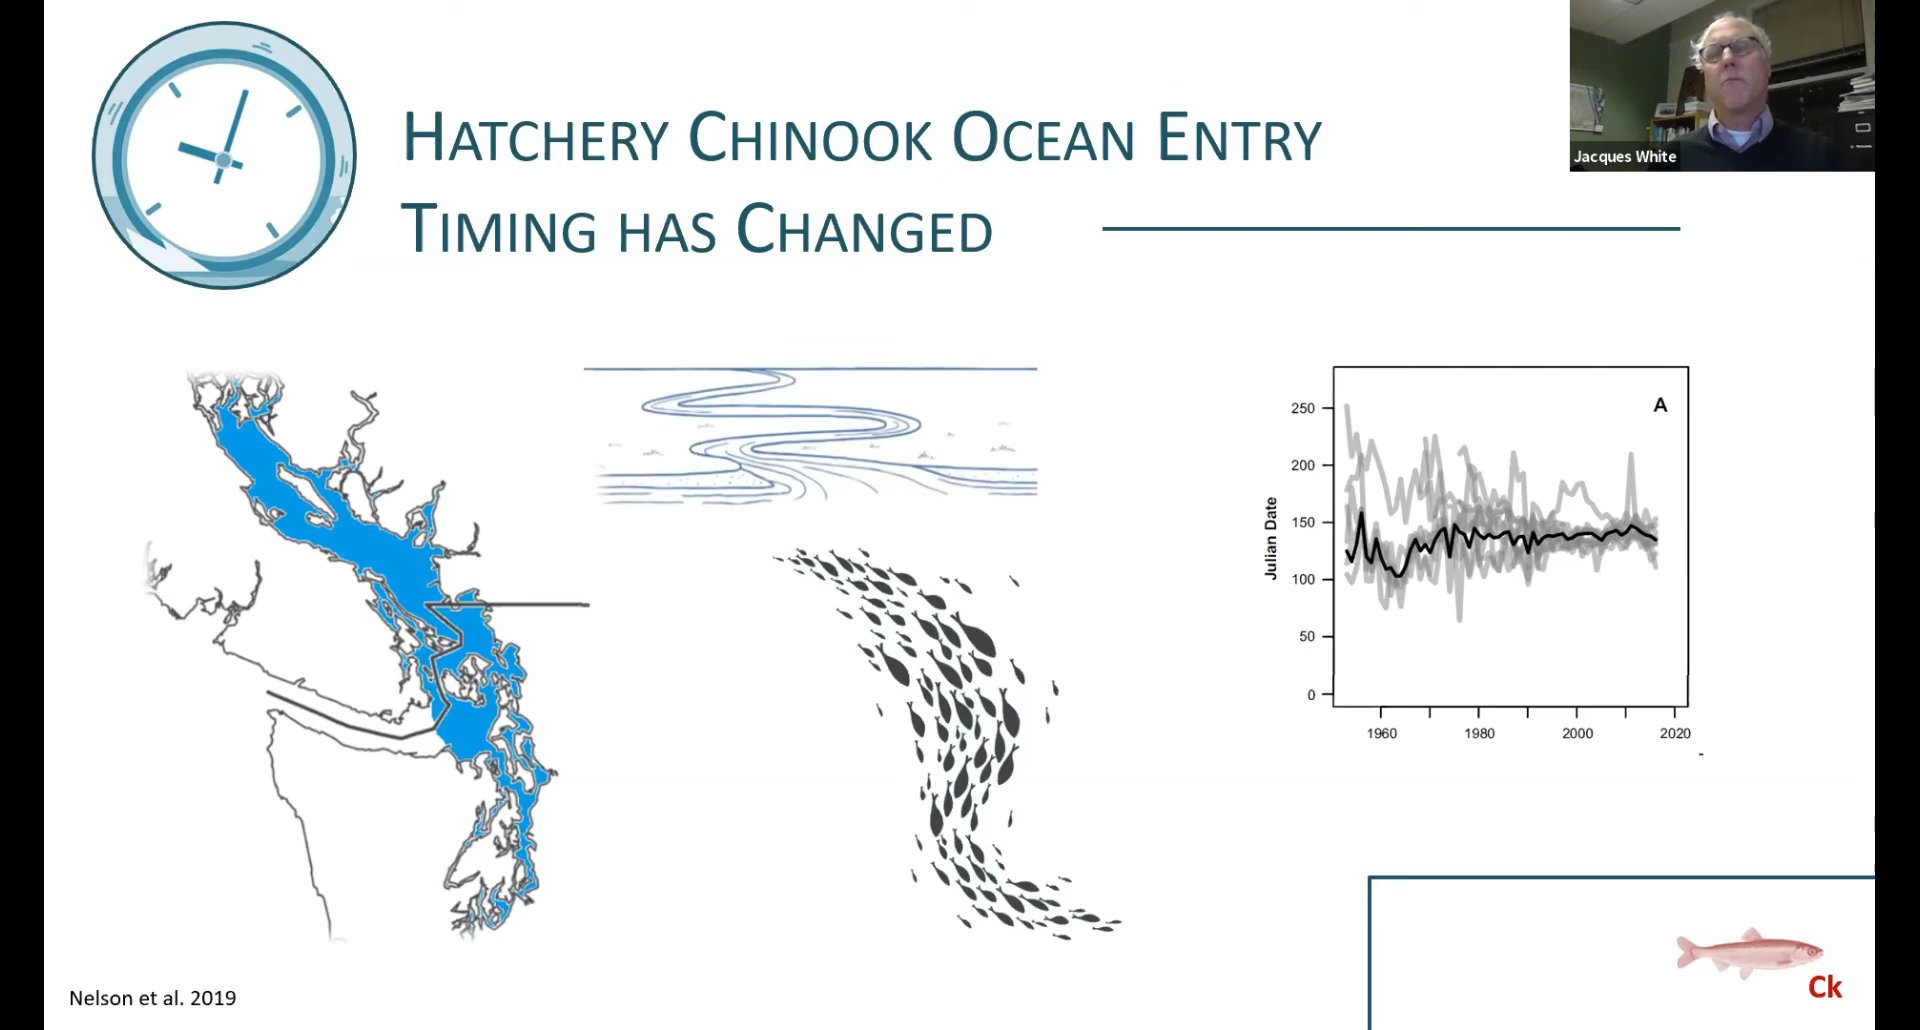 HATCHERY CHINOOK OCEAN ENTRY
TIMING HAS CHANGED
Jacques White
A
250
200
150
100
50
0
Julian Date
1960
1980
2000
2020
Nelson et al. 2019
Ck